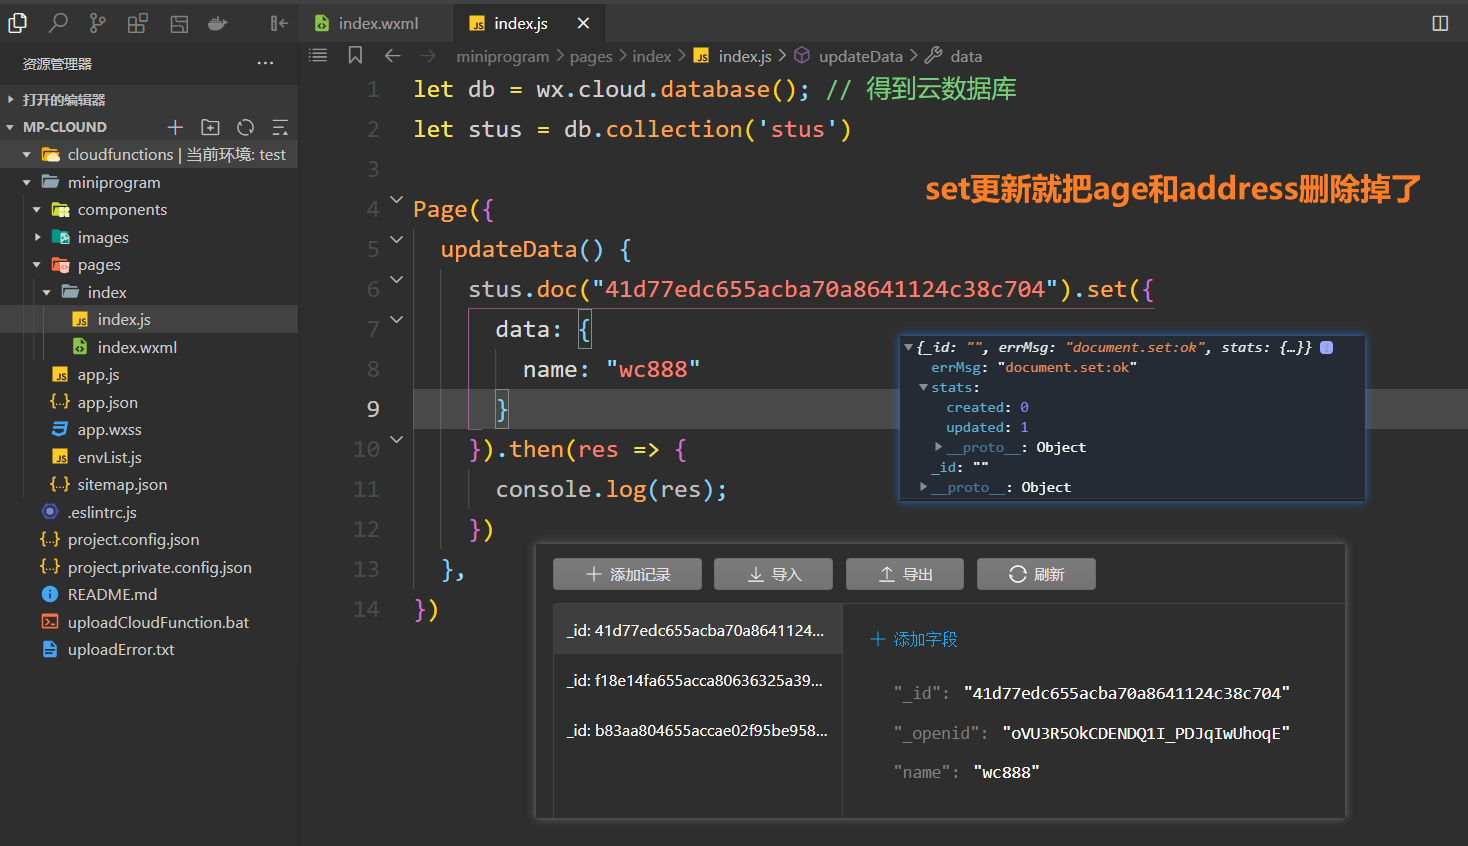 index.wxml
index.js
资源管理器
miniprogram > pages > index > index.js > updateData > data
打开的编辑器
MP-CLOUND
cloudfunctions | 当前环境: test
miniprogram
components
images
pages
index
index.js
index.wxml
app.js
app.json
app.wxss
envList.js
sitemap.json
.eslintrc.js
project.config.json
project.private.config.json
README.md
uploadCloudFunction.bat
uploadError.txt
1 let db = wx.cloud.database(); // 得到云数据库
2 let stus = db.collection('stus')
3
4 Page({
5 updateData() {
6 stus.doc("41d77edc655acba70a8641124c38c704").set({
7 data: {
8 name: "wc888"
9 }
10 }).then(res => {
11 console.log(res);
12 })
13 },
14 })
set更新就把age和address删除掉了
{_id: "", errMsg: "document.set:ok", stats: {…}} i
errMsg: "document.set:ok"
stats:
created: 0
updated: 1
__proto__: Object
_id: ""
__proto__: Object
添加记录
导入
导出
刷新
_id: 41d77edc655acba70a8641124...
_id: f18e14fa655acca80636325a39...
_id: b83aa804655accae02f95be958...
添加字段
"_id": "41d77edc655acba70a8641124c38c704"
"_openid": "oVU3R5OkCDENDQ1I_PDJqIwUhoqE"
"name": "wc888"